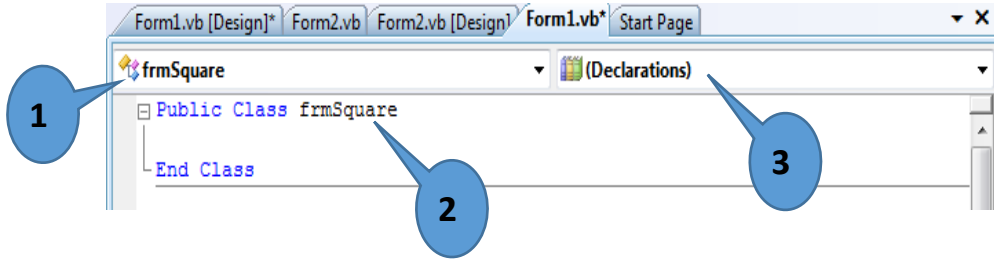 Form1.vb [Design]* Form2.vb Form2.vb [Design] Form1.vb* Start Page
frmSquare (Declarations)
1
Public Class frmSquare
3
End Class
2